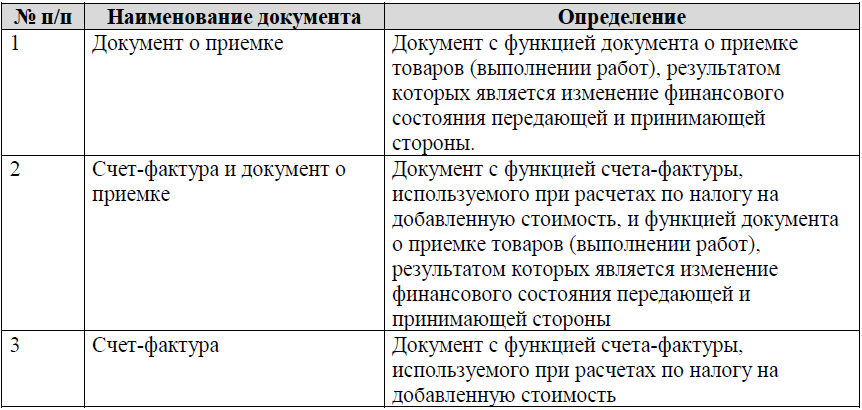 № п/п Наименование документа Определение
1 Документ о приемке Документ с функцией документа о приемке
товаров (выполнении работ), результатом
которых является изменение финансового
состояния передающей и принимающей
стороны.
2 Счет-фактура и документ о Документ с функцией счета-фактуры,
приемке используемого при расчетах по налогу на
добавленную стоимость, и функцией документа
о приемке товаров (выполнении работ),
результатом которых является изменение
финансового состояния передающей и
принимающей стороны
3 Счет-фактура Документ с функцией счета-фактуры,
используемого при расчетах по налогу на
добавленную стоимость